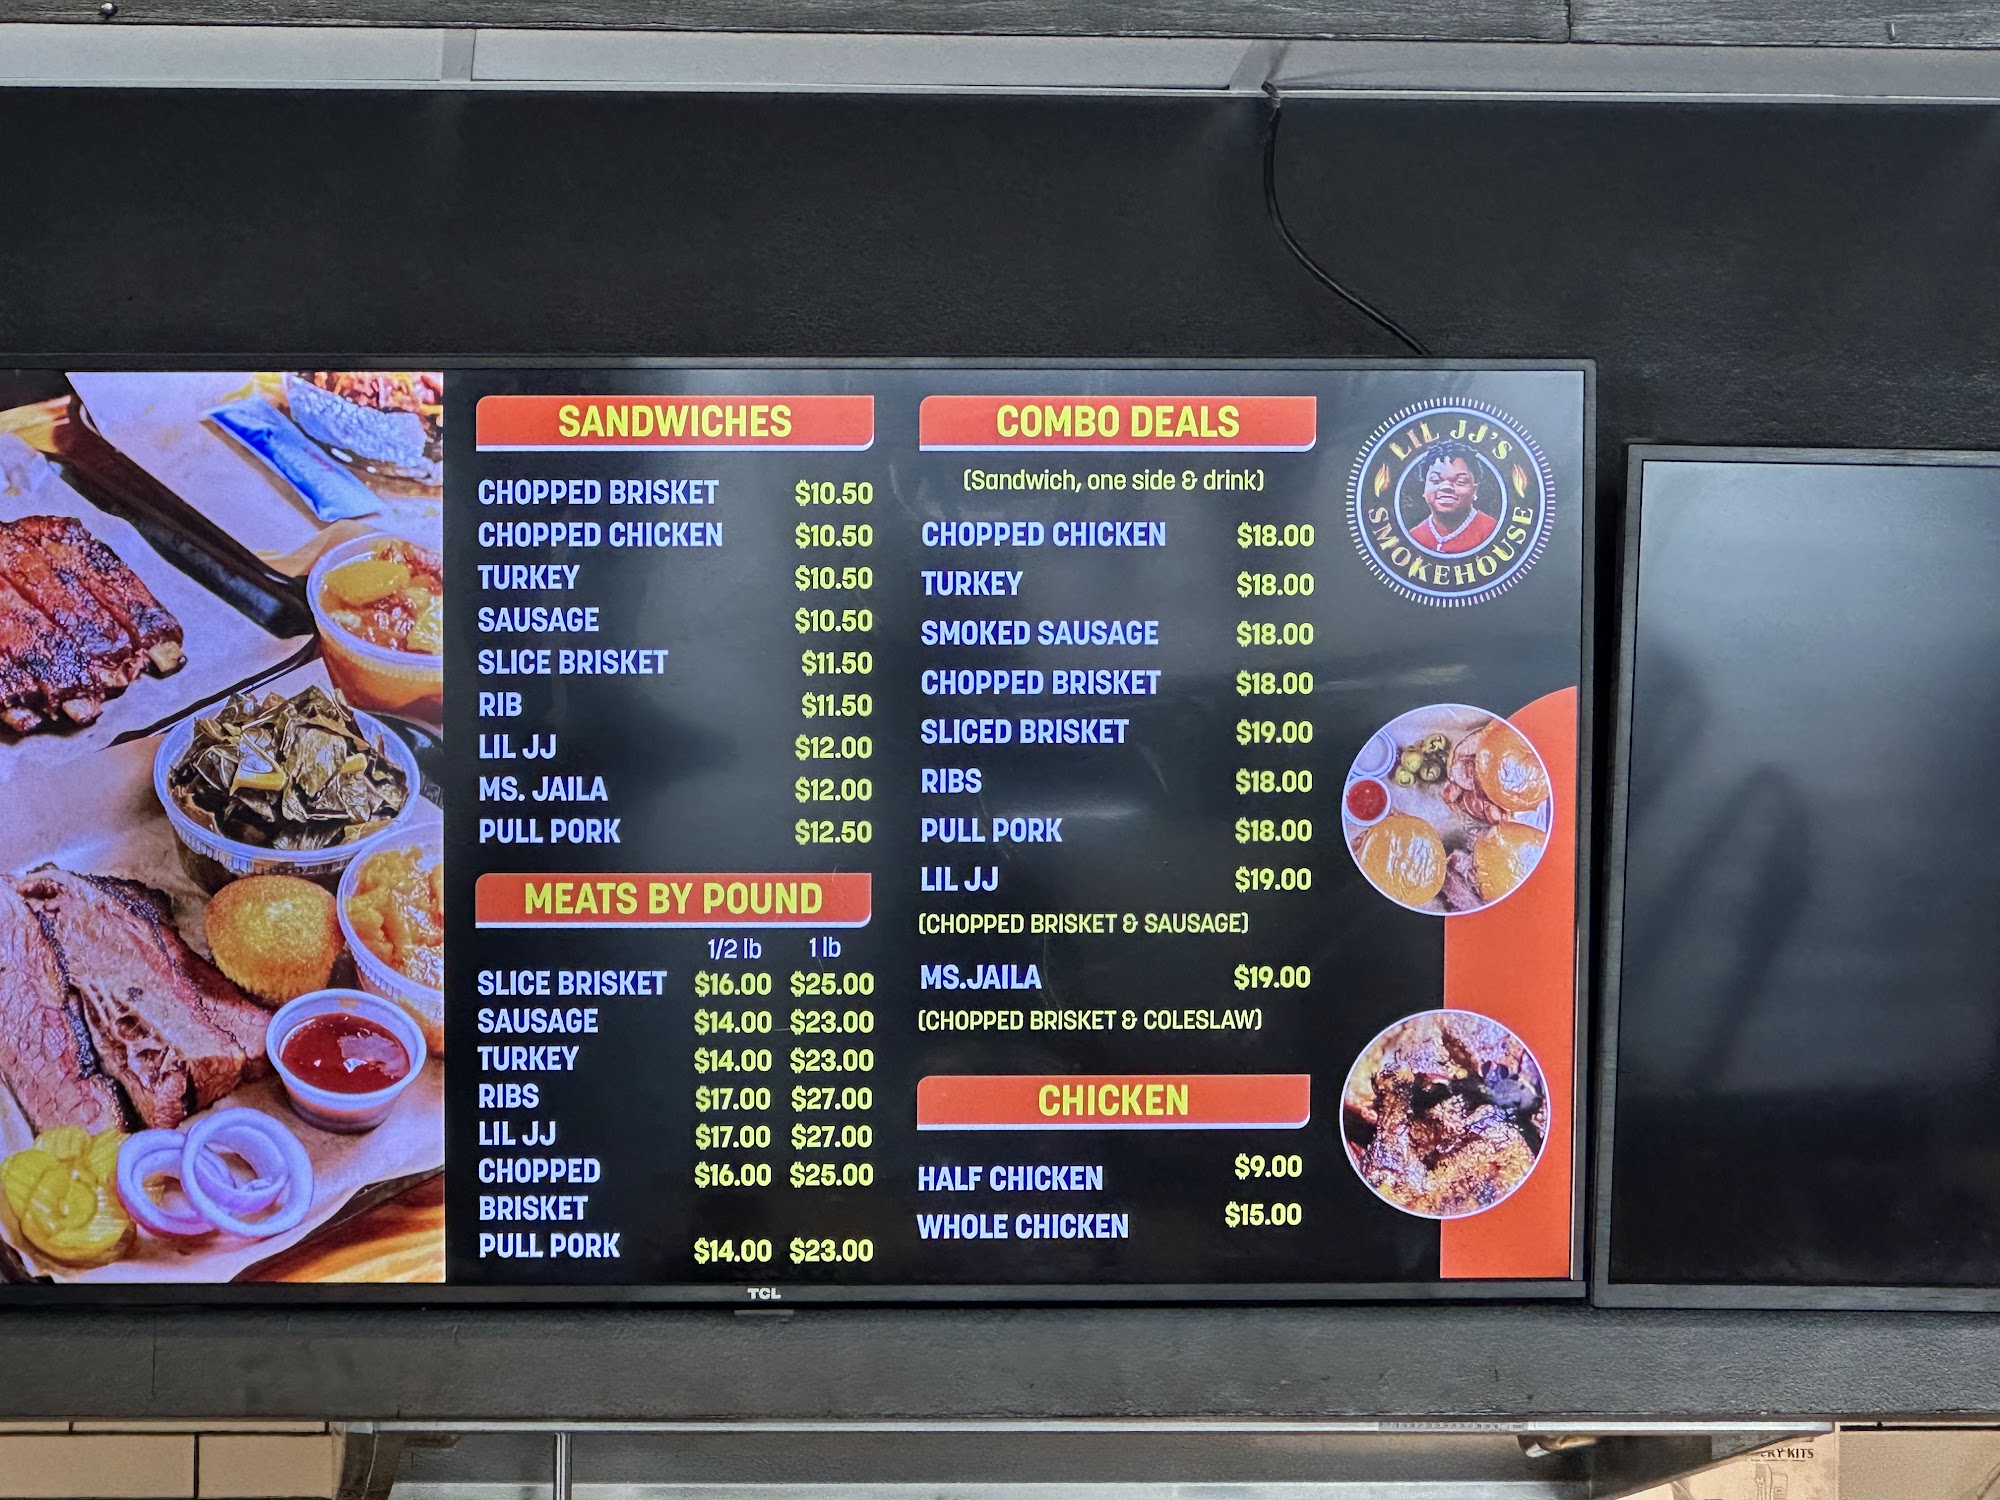 SANDWICHES
CHOPPED BRISKET $10.50
CHOPPED CHICKEN $10.50
TURKEY $10.50
SAUSAGE $10.50
SLICE BRISKET $11.50
RIB $11.50
LIL JJ $12.00
MS. JAILA $12.00
PULL PORK $12.50
MEATS BY POUND
1/2 lb 1 lb
SLICE BRISKET $16.00 $25.00
SAUSAGE $14.00 $23.00
TURKEY $14.00 $23.00
RIBS $17.00 $27.00
LIL JJ $17.00 $27.00
CHOPPED $16.00 $25.00
BRISKET
PULL PORK $14.00 $23.00
COMBO DEALS
(Sandwich, one side & drink)
CHOPPED CHICKEN $18.00
TURKEY $18.00
SMOKED SAUSAGE $18.00
CHOPPED BRISKET $18.00
SLICED BRISKET $19.00
RIBS $18.00
PULL PORK $18.00
LIL JJ $19.00
(CHOPPED BRISKET & SAUSAGE)
MS.JAILA $19.00
(CHOPPED BRISKET & COLESLAW)
CHICKEN
HALF CHICKEN $9.00
WHOLE CHICKEN $15.00
LIL JJ'S
SMOKEHOUSE
TCL
KITS